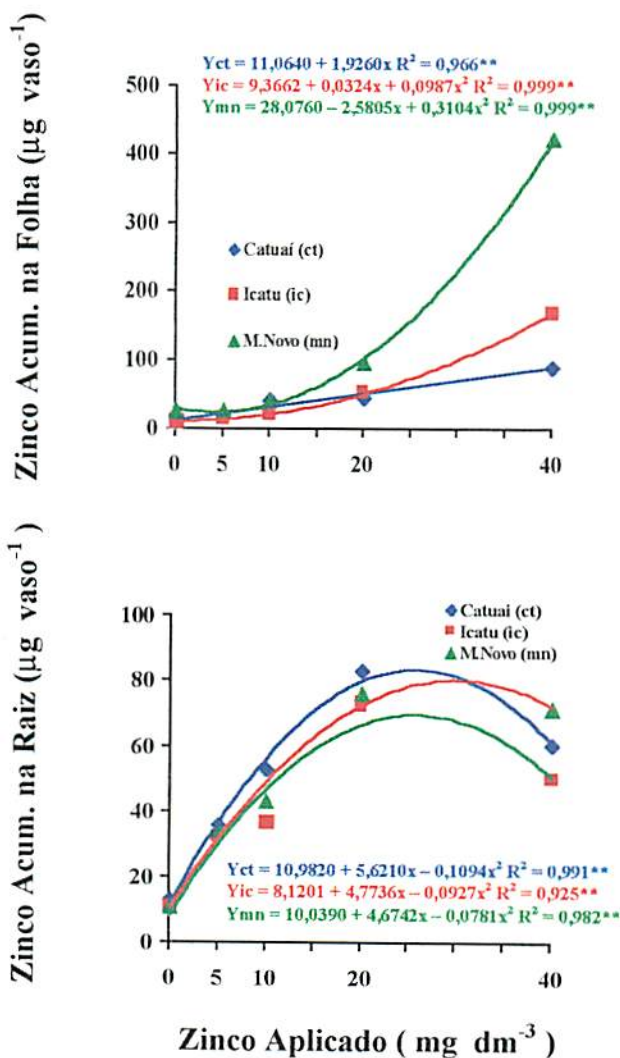 Zinco Acum. na Folha (µg vaso⁻¹)
Yct = 11,0640 + 1,9260x R² = 0,966**
Yic = 9,3662 + 0,0324x + 0,0987x² R² = 0,999**
Ymn = 28,0760 – 2,5805x + 0,3104x² R² = 0,999**
500
400
300
200
100
0
Catuaí (ct)
Icatu (ic)
M.Novo (mn)
0 5 10 20 40
Zinco Acum. na Raiz (µg vaso⁻¹)
100
80
60
40
20
0
Catuai (ct)
Icatu (ic)
M.Novo (mn)
Yct = 10,9820 + 5,6210x – 0,1094x² R² = 0,991**
Yic = 8,1201 + 4,7736x – 0,0927x² R² = 0,925**
Ymn = 10,0390 + 4,6742x – 0,0781x² R² = 0,982**
0 5 10 20 40
Zinco Aplicado ( mg dm⁻³ )